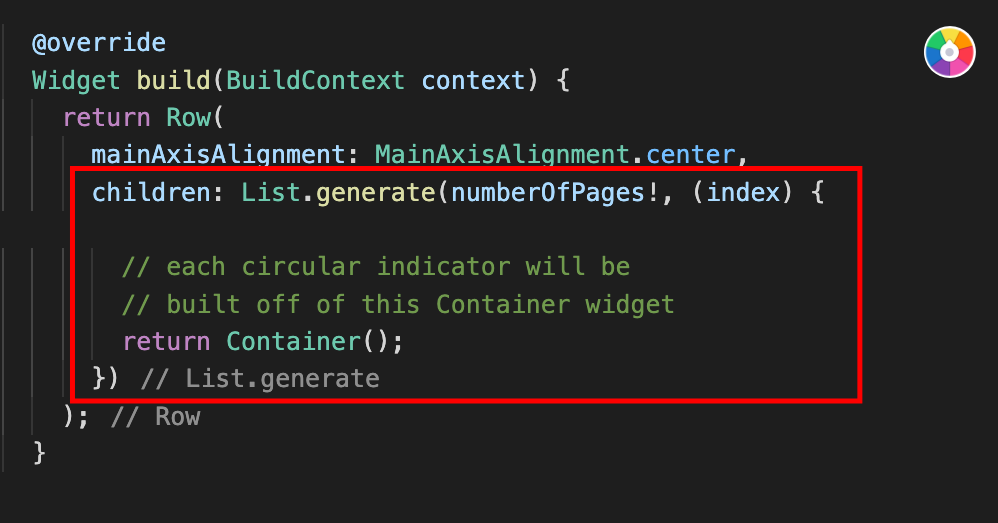 @override
Widget build(BuildContext context) {
return Row(
mainAxisAlignment: MainAxisAlignment.center,
children: List.generate(numberOfPages!, (index) {
// each circular indicator will be
// built off of this Container widget
return Container();
}) // List.generate
); // Row
}